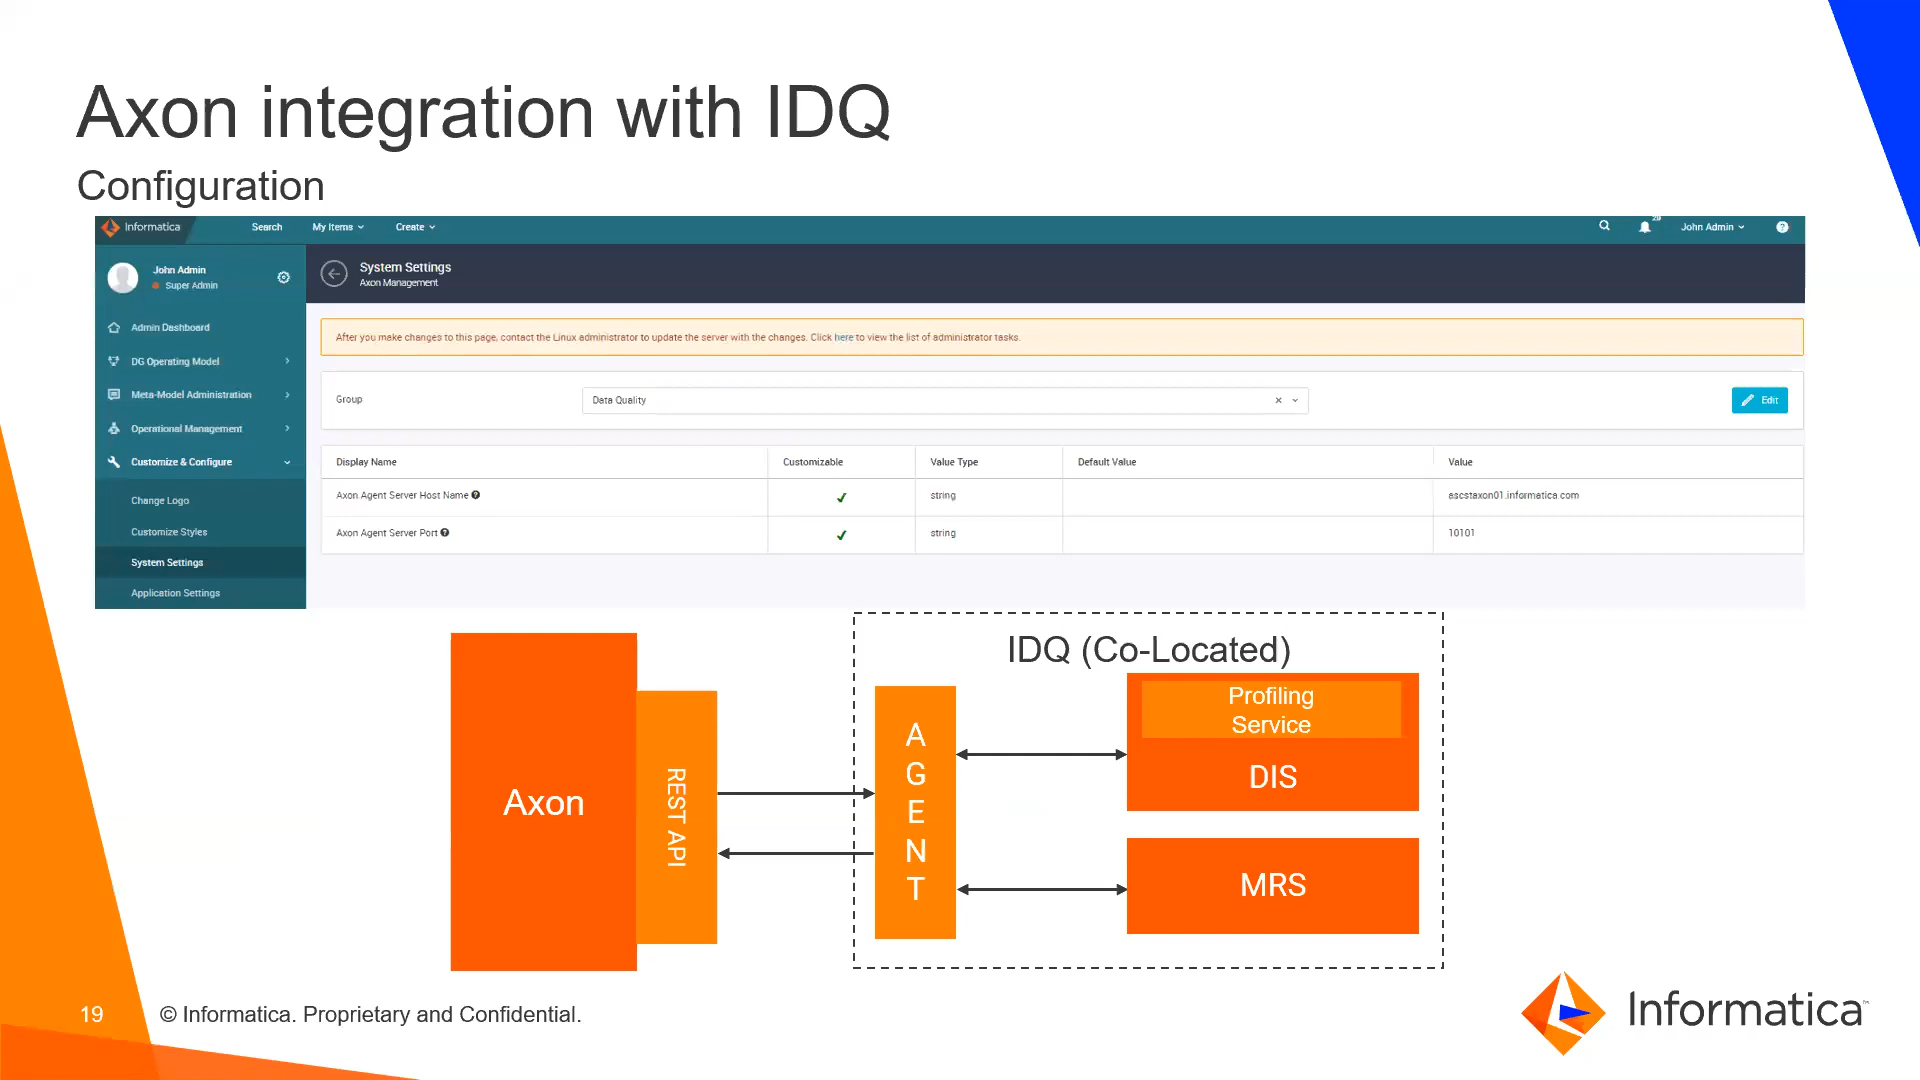 Axon integration with IDQ
Configuration
Informatica
Search
My Items
Create
20
John Admin
John Admin
Super Admin
System Settings
Axon Management
Admin Dashboard
DG Operating Model
Meta-Model Administration
Operational Management
Customize & Configure
Change Logo
Customize Styles
System Settings
Application Settings
After you make changes to this page, contact the Linux administrator to update the server with the changes. Click here to view the list of administrator tasks.
Group
Data Quality
Edit
Display Name Customizable Value Type Default Value Value
Axon Agent Server Host Name string ascstaxon01.informatica.com
Axon Agent Server Port string 10101
IDQ (Co-Located)
Axon
REST API
AGENT
Profiling
Service
DIS
MRS
19
© Informatica. Proprietary and Confidential.
Informatica™